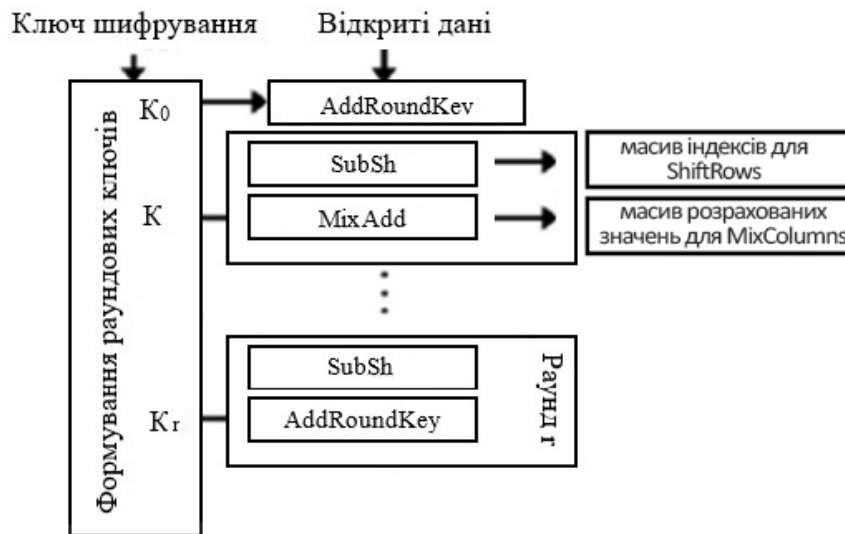 Ключ шифрування
Відкриті дані
Формування раундових ключів
K0
AddRoundKev
SubSh
масив індексів для
ShiftRows
K
MixAdd
масив розрахованих
значень для MixColumns
SubSh
Раунд r
Kr
AddRoundKey